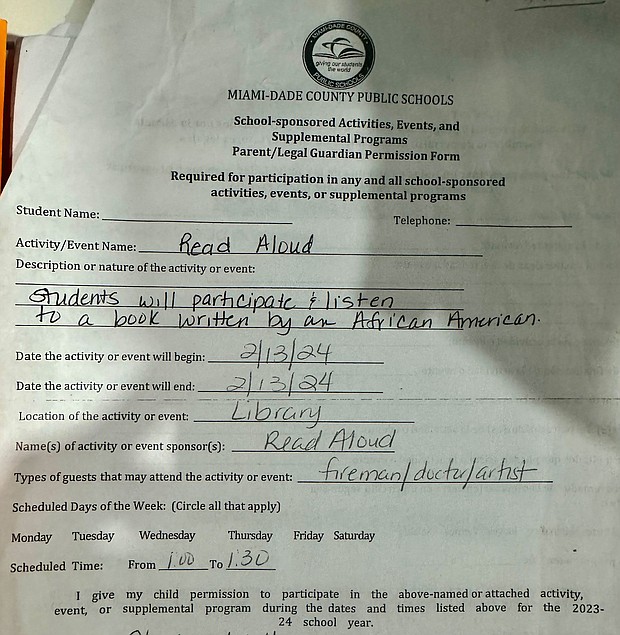 MIAMI-DADE COUNTY
giving our students
the world
PUBLIC SCHOOLS
MIAMI-DADE COUNTY PUBLIC SCHOOLS
School-sponsored Activities, Events, and
Supplemental Programs
Parent/Legal Guardian Permission Form
Required for participation in any and all school-sponsored
activities, events, or supplemental programs
Student Name: Telephone:
Activity/Event Name: Read Aloud
Description or nature of the activity or event:
Students will participate & listen
to a book written by an African American.
Date the activity or event will begin: 2/13/24
Date the activity or event will end: 2/13/24
Location of the activity or event: Library
Name(s) of activity or event sponsor(s): Read Aloud
Types of guests that may attend the activity or event: fireman/doctor/artist
Scheduled Days of the Week: (Circle all that apply)
Monday Tuesday Wednesday Thursday Friday Saturday
Scheduled Time: From 1:00 To 1:30
I give my child permission to participate in the above-named or attached activity,
event, or supplemental program during the dates and times listed above for the 2023-
24 school year.